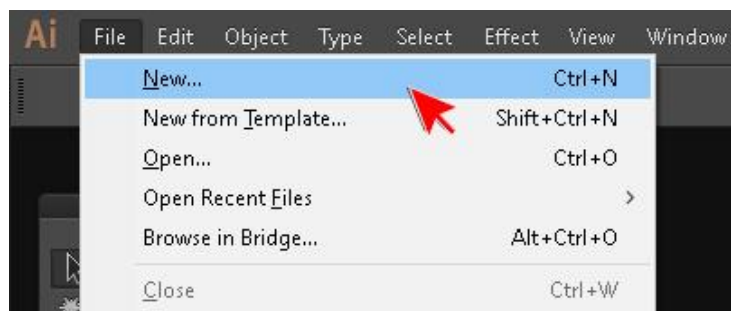 Ai File Edit Object Type Select Effect View Window
New... Ctrl+N
New from Template... Shift+Ctrl+N
Open... Ctrl+O
Open Recent Files >
Browse in Bridge... Alt+Ctrl+O
Close Ctrl+W